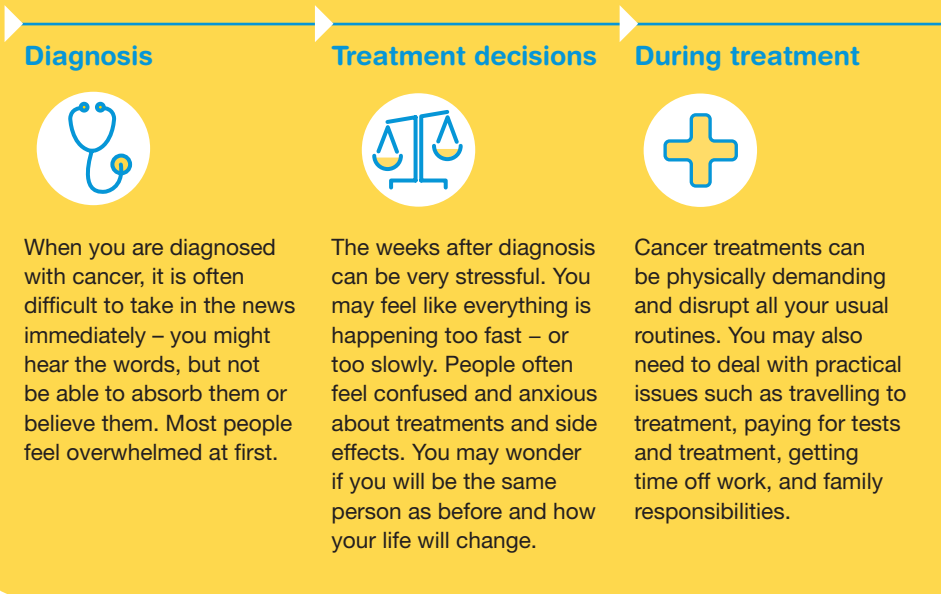 Diagnosis
When you are diagnosed
with cancer, it is often
difficult to take in the news
immediately – you might
hear the words, but not
be able to absorb them or
believe them. Most people
feel overwhelmed at first.
Treatment decisions
The weeks after diagnosis
can be very stressful. You
may feel like everything is
happening too fast – or
too slowly. People often
feel confused and anxious
about treatments and side
effects. You may wonder
if you will be the same
person as before and how
your life will change.
During treatment
Cancer treatments can
be physically demanding
and disrupt all your usual
routines. You may also
need to deal with practical
issues such as travelling to
treatment, paying for tests
and treatment, getting
time off work, and family
responsibilities.